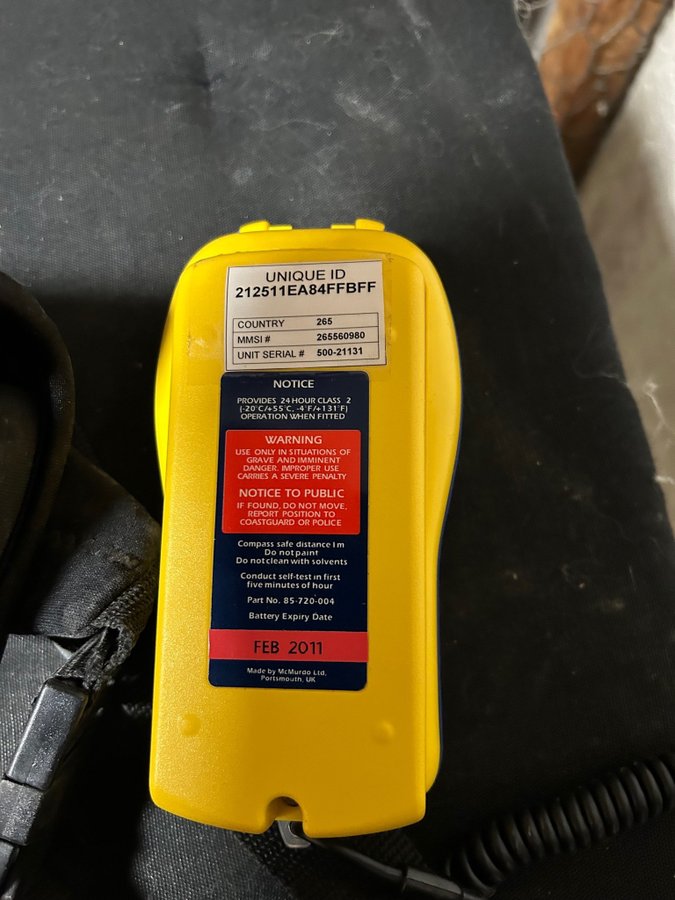 UNIQUE ID
212511EA84FFBFF
COUNTRY 265
MMSI # 265560980
UNIT SERIAL # 500-21131
NOTICE
PROVIDES 24 HOUR CLASS 2
(-20°C/+55°C, -4°F/+131°F)
OPERATION WHEN FITTED
WARNING
USE ONLY IN SITUATIONS OF
GRAVE AND IMMINENT
DANGER. IMPROPER USE
CARRIES A SEVERE PENALTY
NOTICE TO PUBLIC
IF FOUND, DO NOT MOVE,
REPORT POSITION TO
COASTGUARD OR POLICE
Compass safe distance 1m
Do not paint
Do not clean with solvents
Conduct self-test in first
five minutes of hour
Part No. 85-720-004
Battery Expiry Date
FEB 2011
Made by McMurdo Ltd,
Portsmouth, UK